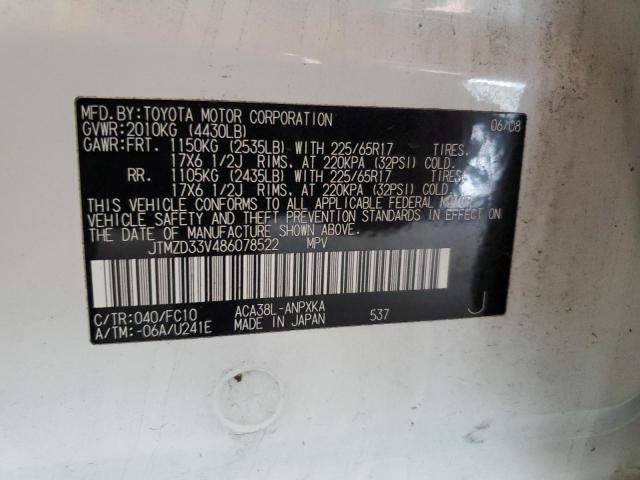 MFD.BY:TOYOTA MOTOR CORPORATION 06/08
GVWR:2010KG (4430LB)
GAWR:FRT. 1150KG (2535LB) WITH 225/65R17 TIRES.
17X6 1/2J RIMS. AT 220KPA (32PSI) COLD.
RR. 1105KG (2435LB) WITH 225/65R17 TIRES.
17X6 1/2J RIMS. AT 220KPA (32PSI) COLD.
THIS VEHICLE CONFORMS TO ALL APPLICABLE FEDERAL MOTOR
VEHICLE SAFETY AND THEFT PREVENTION STANDARDS IN EFFECT ON
THE DATE OF MANUFACTURE SHOWN ABOVE.
JTMZD33V486078522 MPV
C/TR:040/FC10 ACA38L-ANPXKA
A/TM:-06A/U241E MADE IN JAPAN 537 J